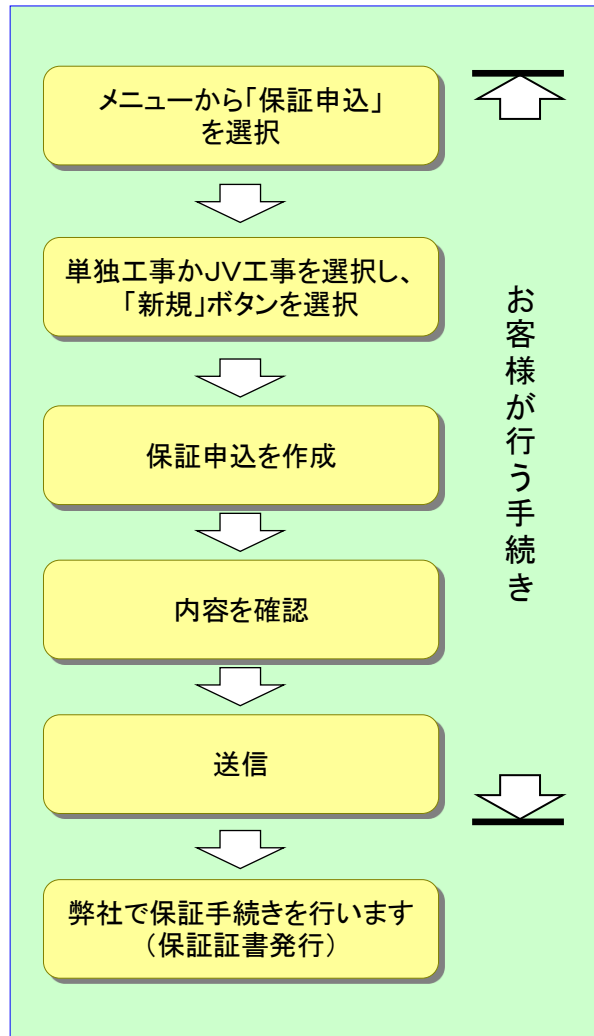 メニューから「保証申込」
を選択
単独工事かJV工事を選択し、
「新規」ボタンを選択
保証申込を作成
内容を確認
送信
弊社で保証手続きを行います
（保証証書発行）
お客様が行う手続き